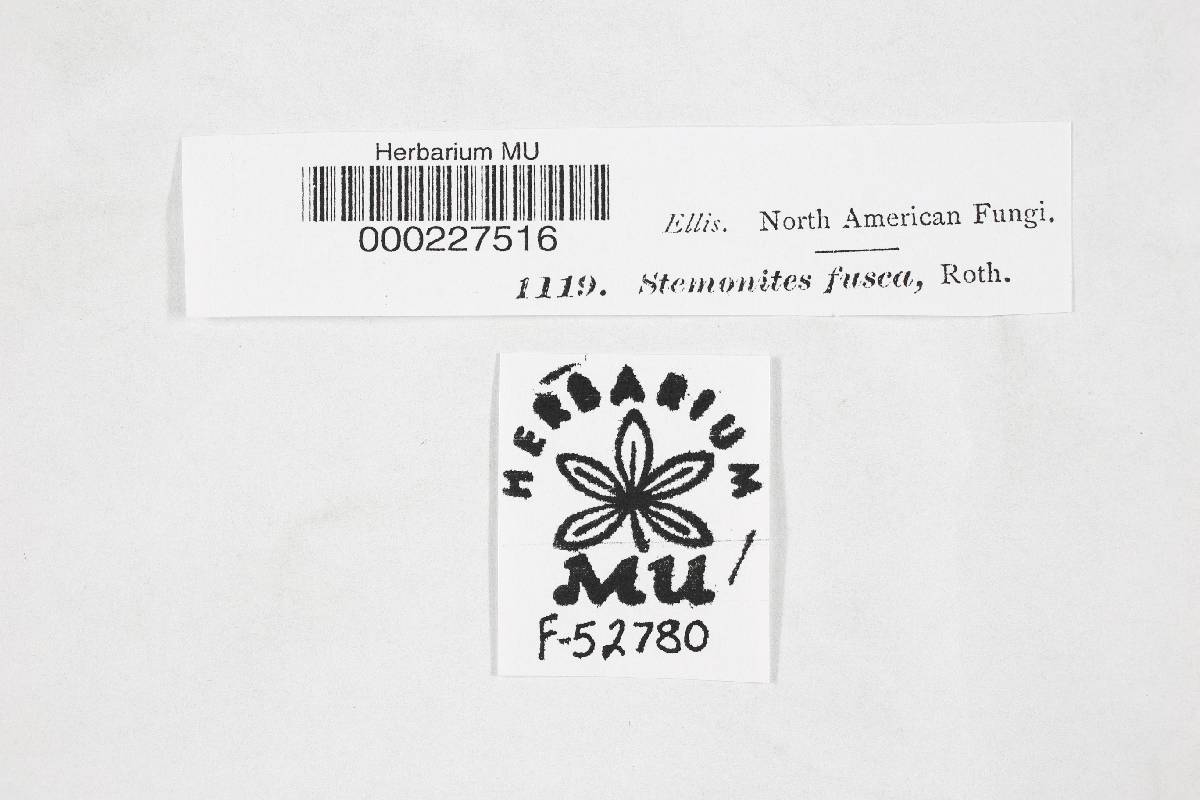 Herbarium MU
000227516
Ellis. North American Fungi.
1119. Stemonites fusca, Roth.
HERBARIUM
MU
F-52780